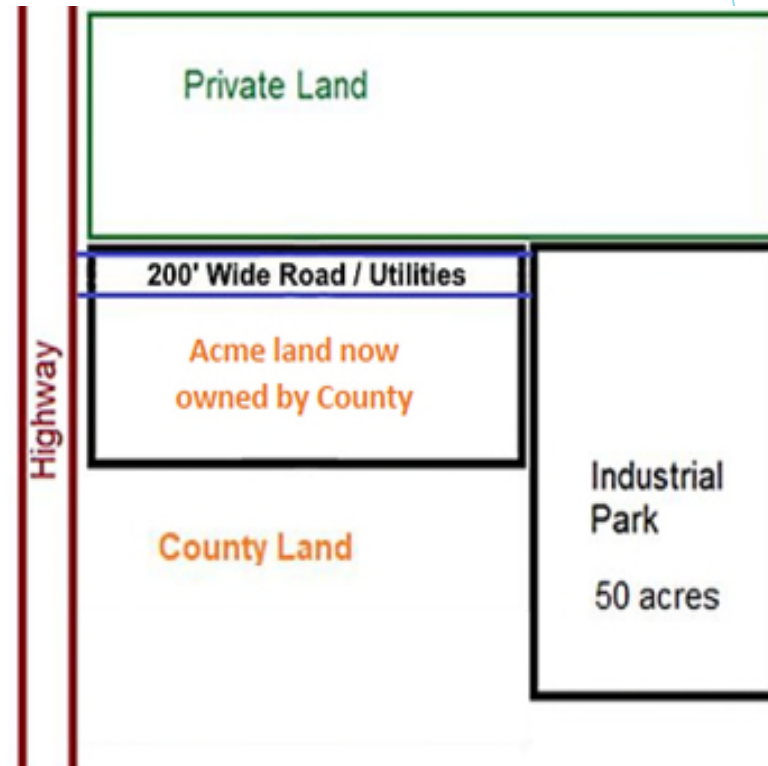 Private Land
200' Wide Road / Utilities
Acme land now
owned by County
Highway
Industrial
Park
County Land
50 acres